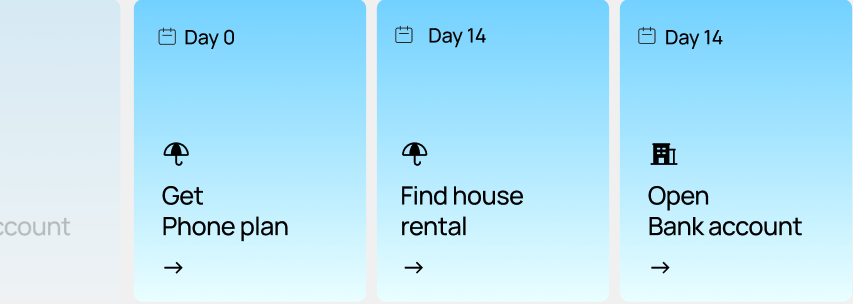 ccount
Day 0
Get
Phone plan
Day 14
Find house
rental
Day 14
Open
Bank account